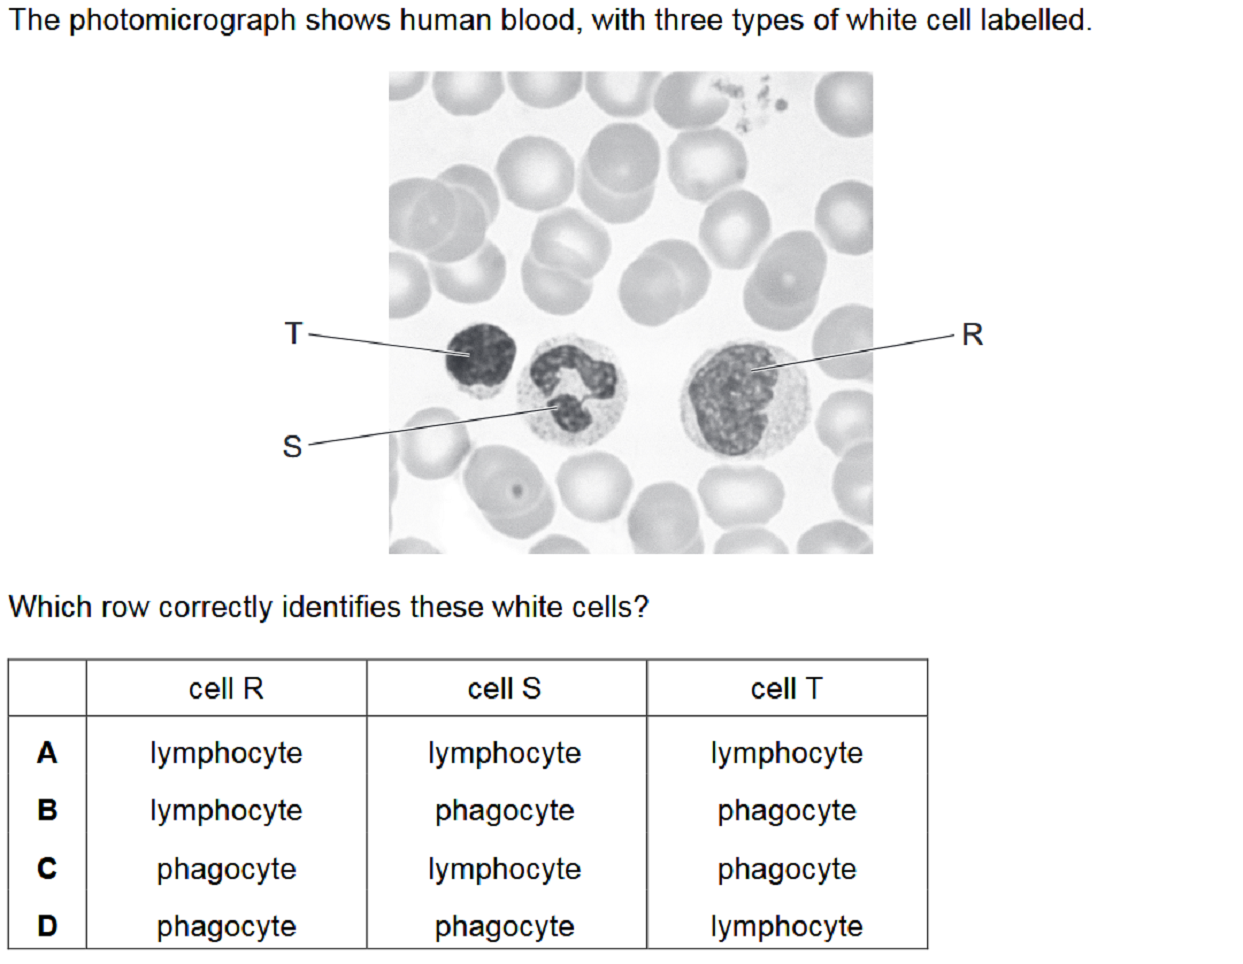 The photomicrograph shows human blood, with three types of white cell labelled.
T
R
S
Which row correctly identifies these white cells?
cell R cell S cell T
A lymphocyte lymphocyte lymphocyte
B lymphocyte phagocyte phagocyte
C phagocyte lymphocyte phagocyte
D phagocyte phagocyte lymphocyte